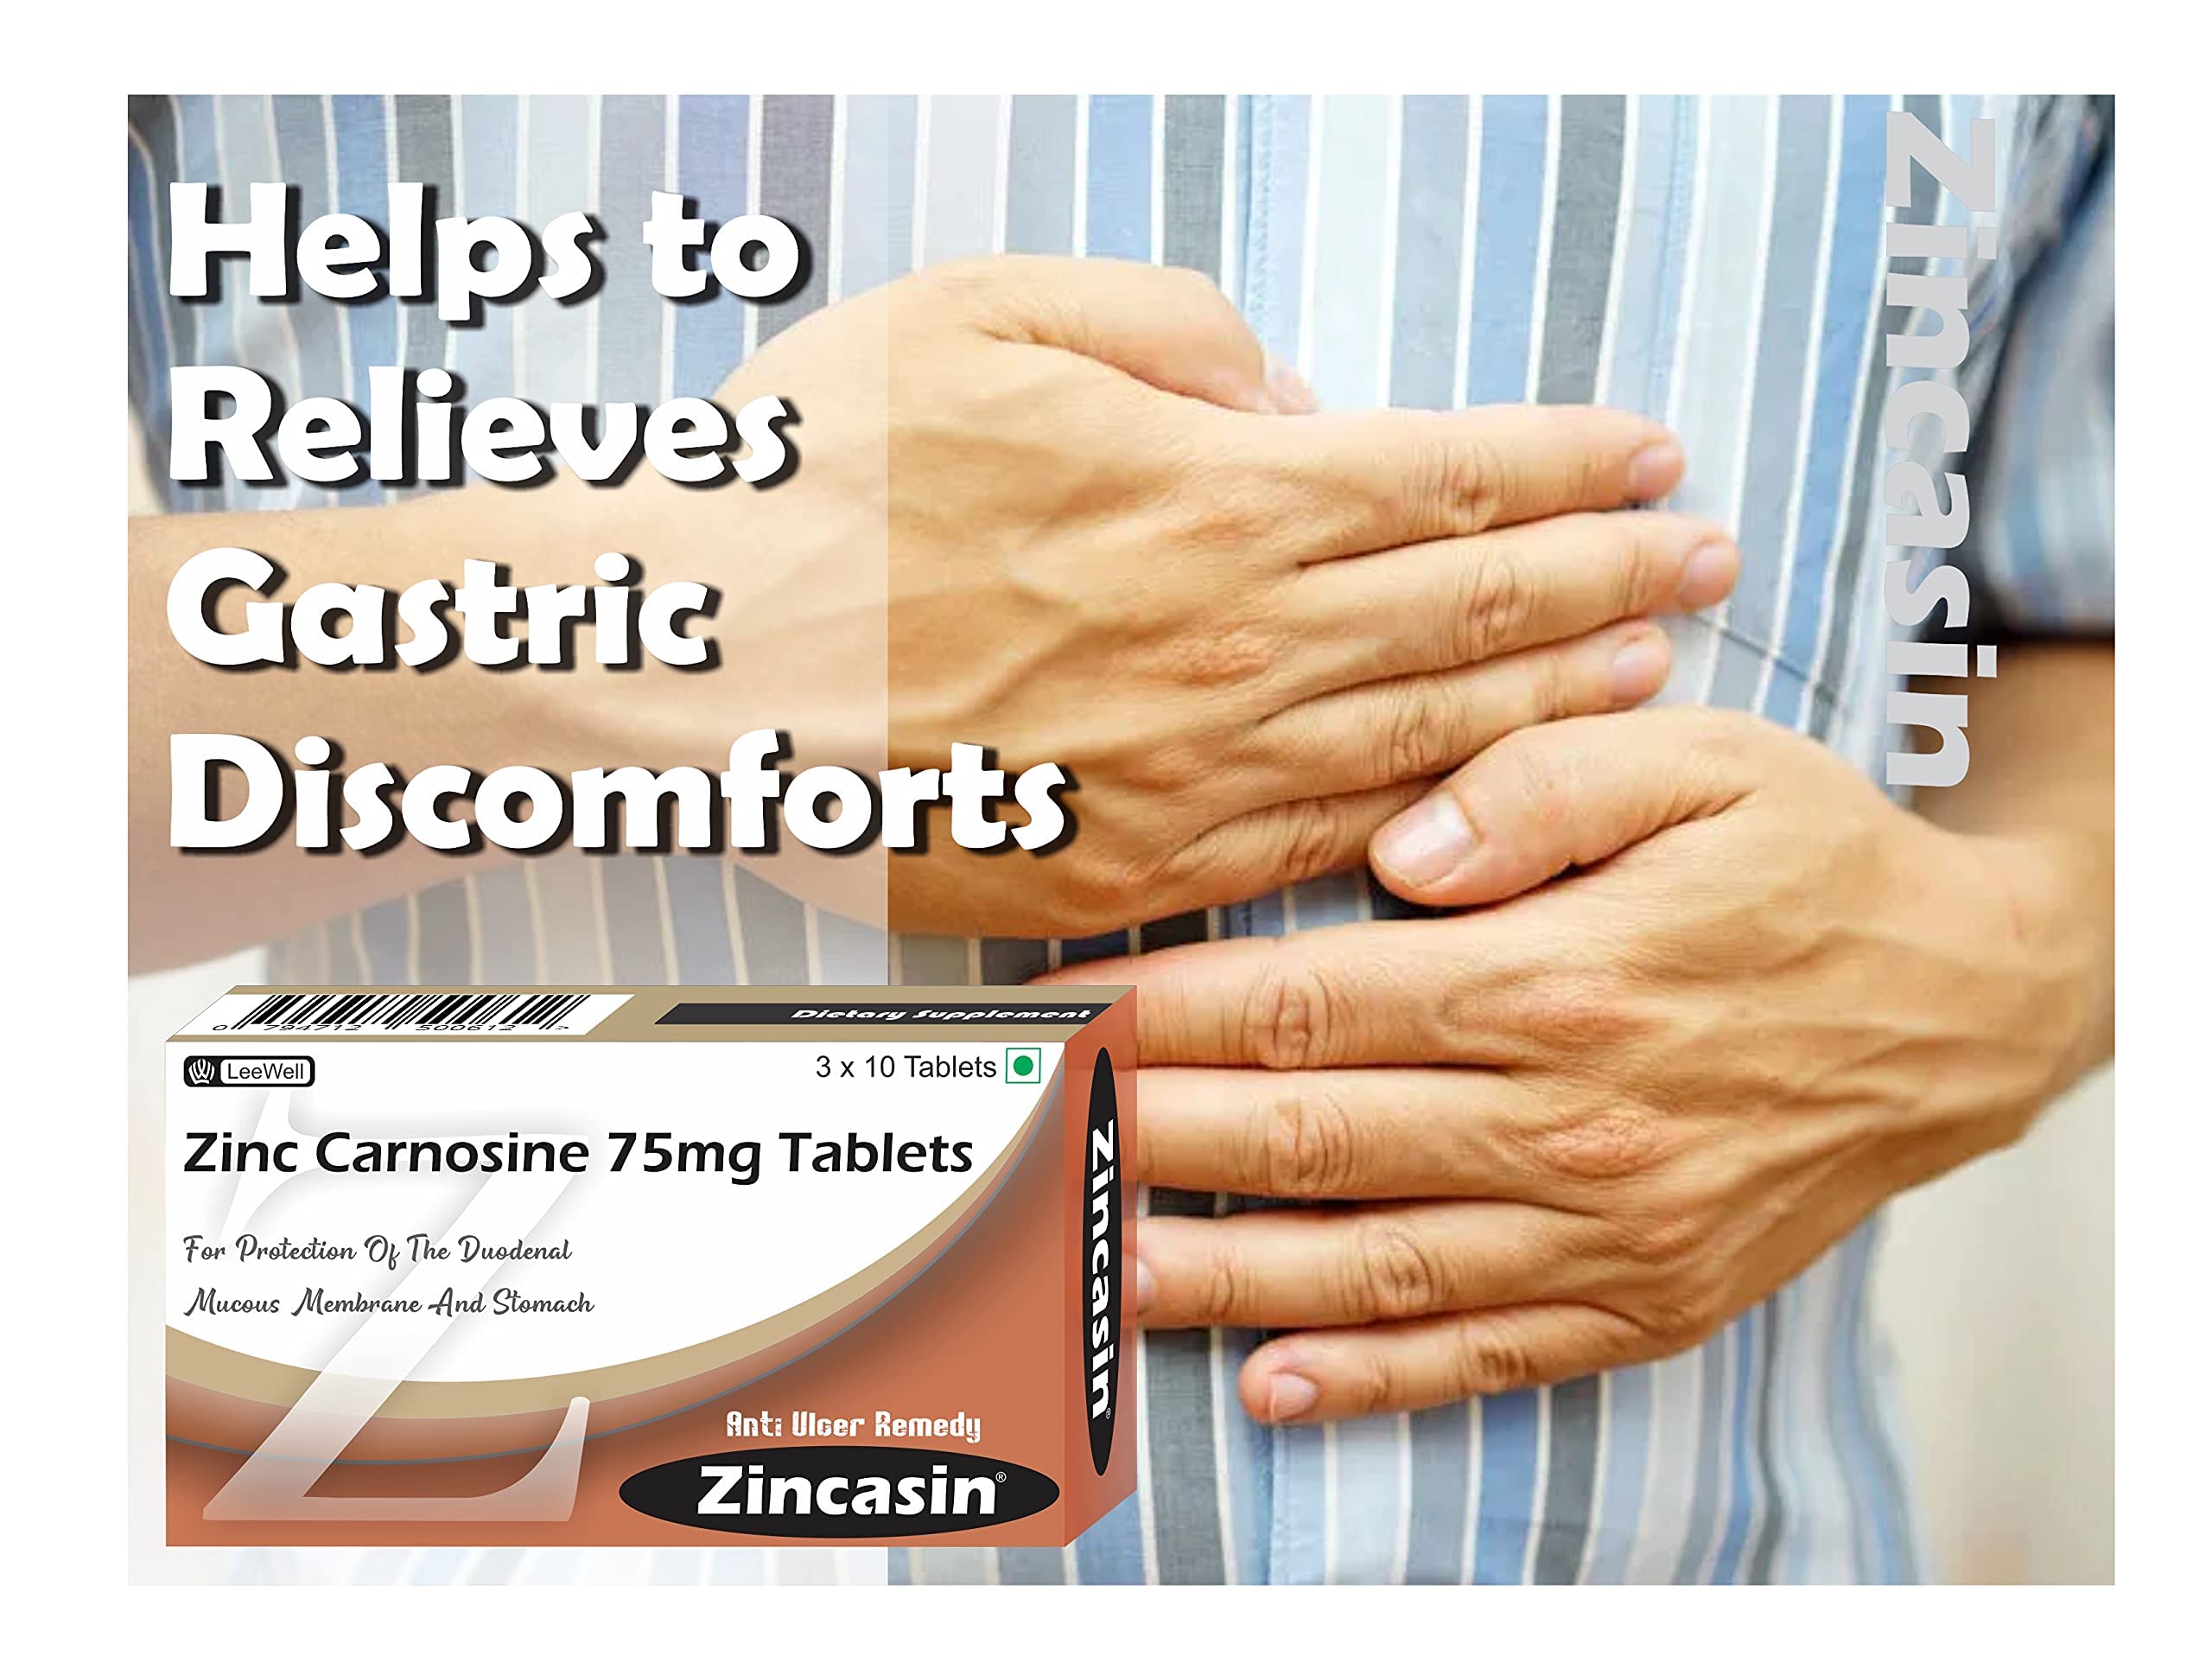 Helps to
Relieves
Gastric
Discomforts
Zincasin
Dietary Supplement
LeeWell
3 x 10 Tablets
Zinc Carnosine 75mg Tablets
For Protection Of The Duodenal
Mucous Membrane And Stomach
Anti Ulcer Remedy
Zincasin®
Zincasin®